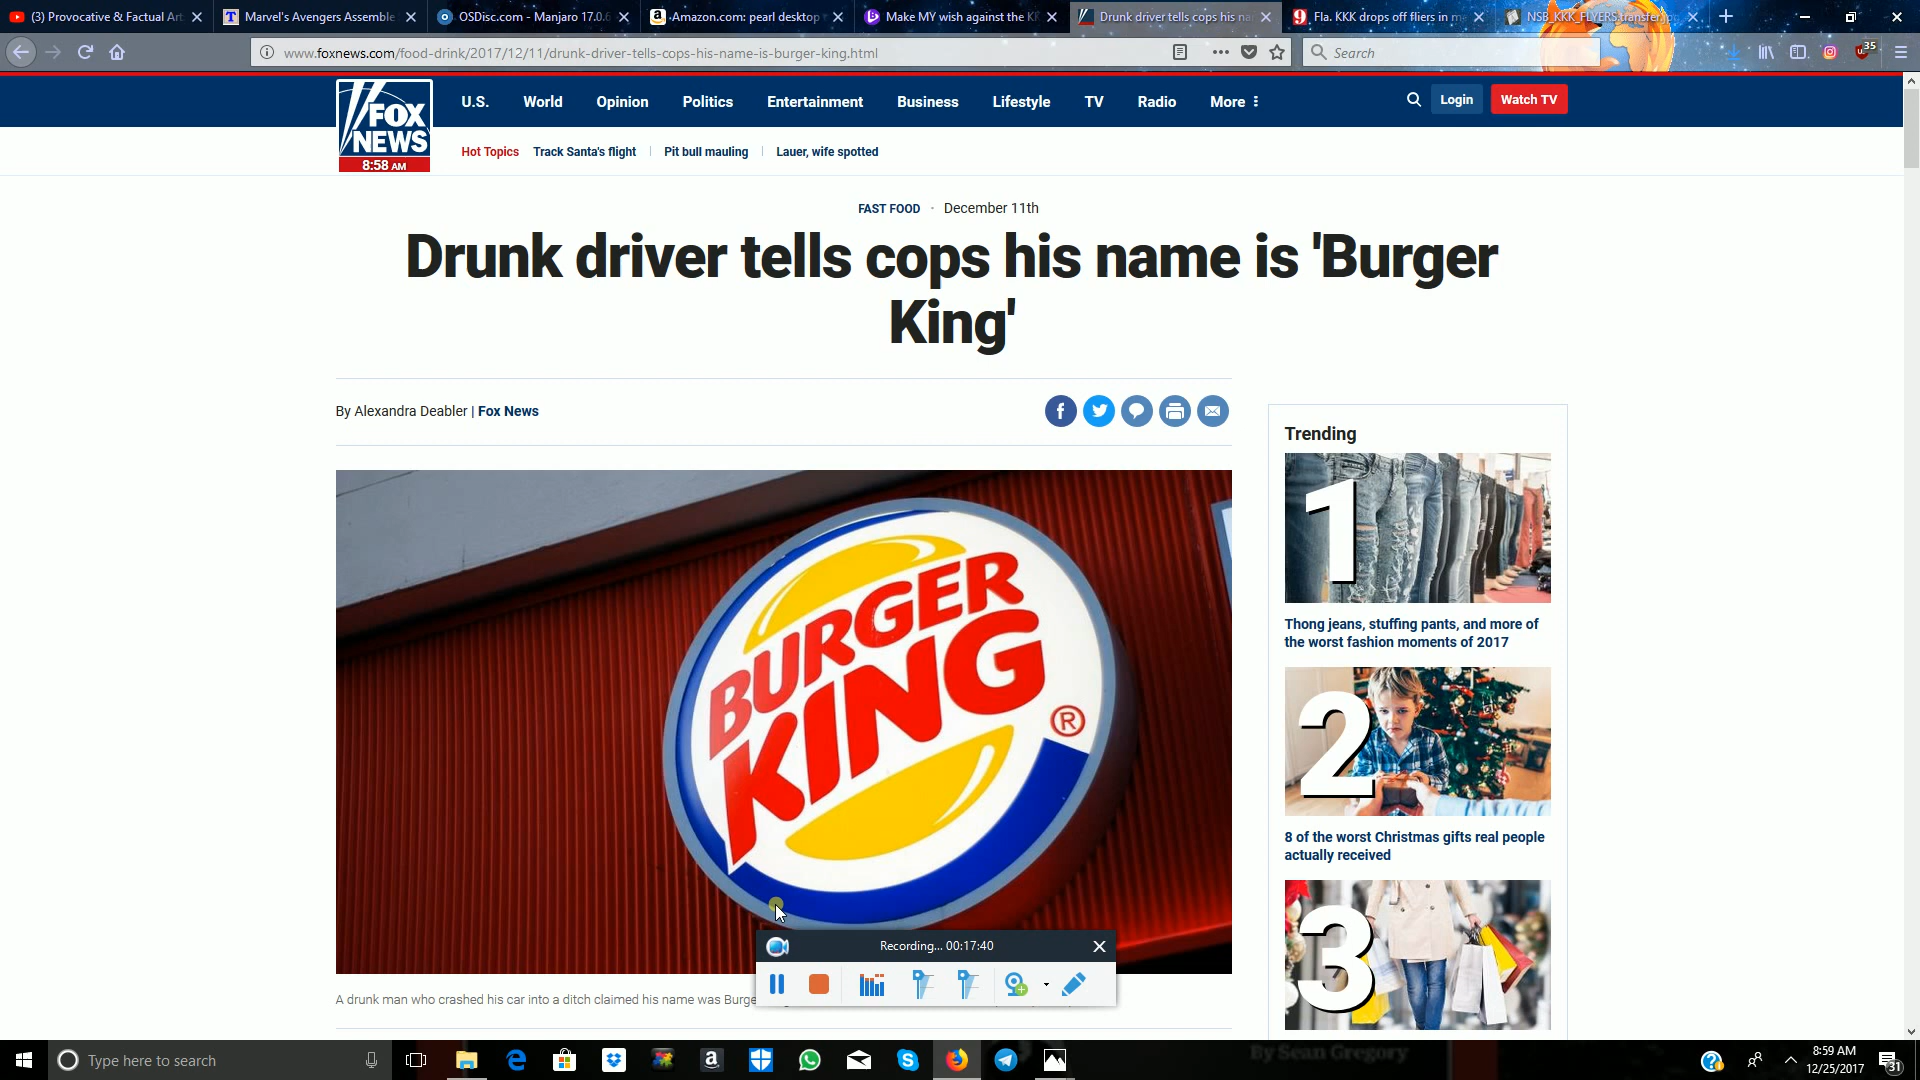 (3) Provocative & Factual Art
Marvel's Avengers Assemble
OSDisc.com - Manjaro 17.0.6
Amazon.com: pearl desktop
Make MY wish against the KK
Drunk driver tells cops his na
Fla. KKK drops off fliers in m
NSB_KKK_FLYERS.transfer.jpg
www.foxnews.com/food-drink/2017/12/11/drunk-driver-tells-cops-his-name-is-burger-king.html
Search
35
FOX
NEWS
8:58 AM
U.S.
World
Opinion
Politics
Entertainment
Business
Lifestyle
TV
Radio
More
Login
Watch TV
Hot Topics
Track Santa's flight
Pit bull mauling
Lauer, wife spotted
FAST FOOD · December 11th
Drunk driver tells cops his name is 'Burger
King'
By Alexandra Deabler | Fox News
BURGER
KING
®
Trending
1
Thong jeans, stuffing pants, and more of
the worst fashion moments of 2017
2
8 of the worst Christmas gifts real people
actually received
3
Recording... 00:17:40
A drunk man who crashed his car into a ditch claimed his name was Burge
Type here to search
By Sean Gregory
8:59 AM
12/25/2017
31